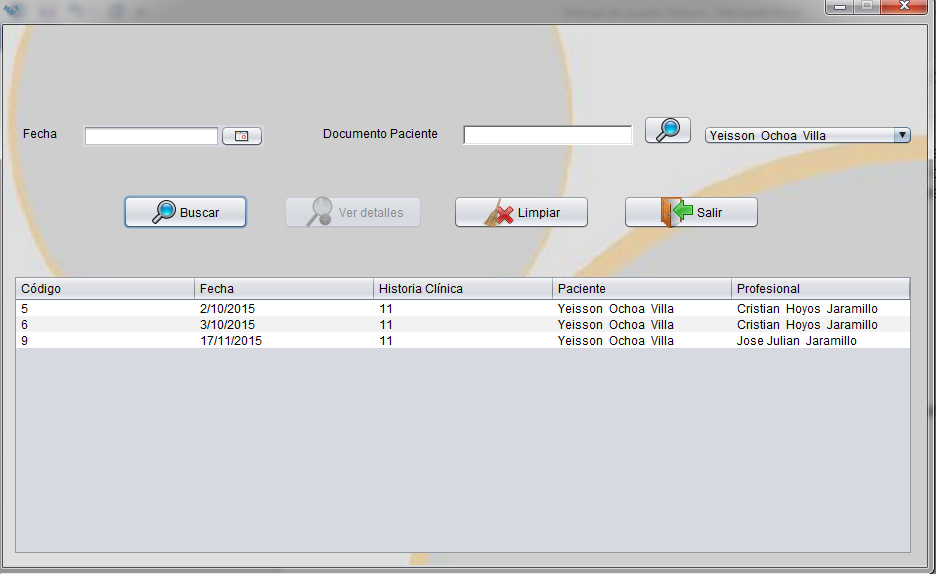 Fecha
Documento Paciente
Yeisson Ochoa Villa
Buscar
Ver detalles
Limpiar
Salir
Código Fecha Historia Clínica Paciente Profesional
5 2/10/2015 11 Yeisson Ochoa Villa Cristian Hoyos Jaramillo
6 3/10/2015 11 Yeisson Ochoa Villa Cristian Hoyos Jaramillo
9 17/11/2015 11 Yeisson Ochoa Villa Jose Julian Jaramillo